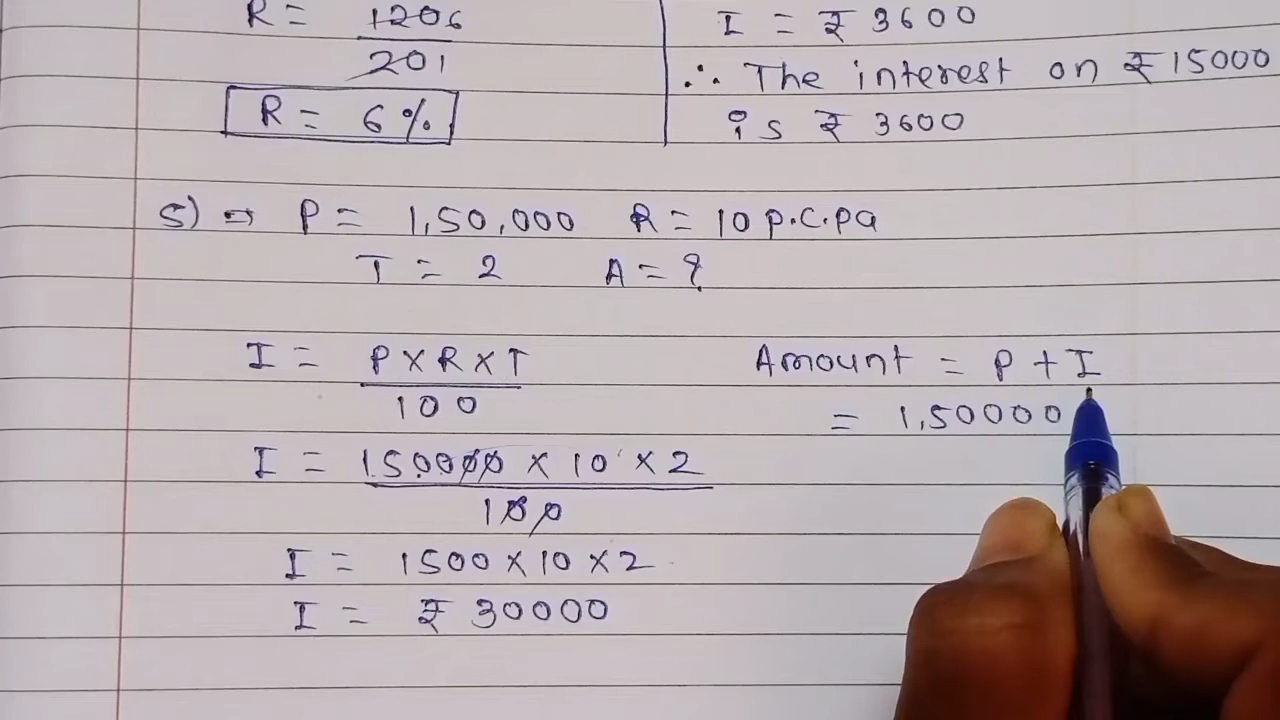 R = 1206
201
R = 6%
I = ₹ 3600
∴ The interest on ₹ 15000
is ₹ 3600
5) ⇒ P = 1,50,000 R = 10 p.c.pa
T = 2 A = ?
I = P × R × T
100
I = 150000 × 10 × 2
100
I = 1500 × 10 × 2
I = ₹ 30000
Amount = P + I
= 1,50000